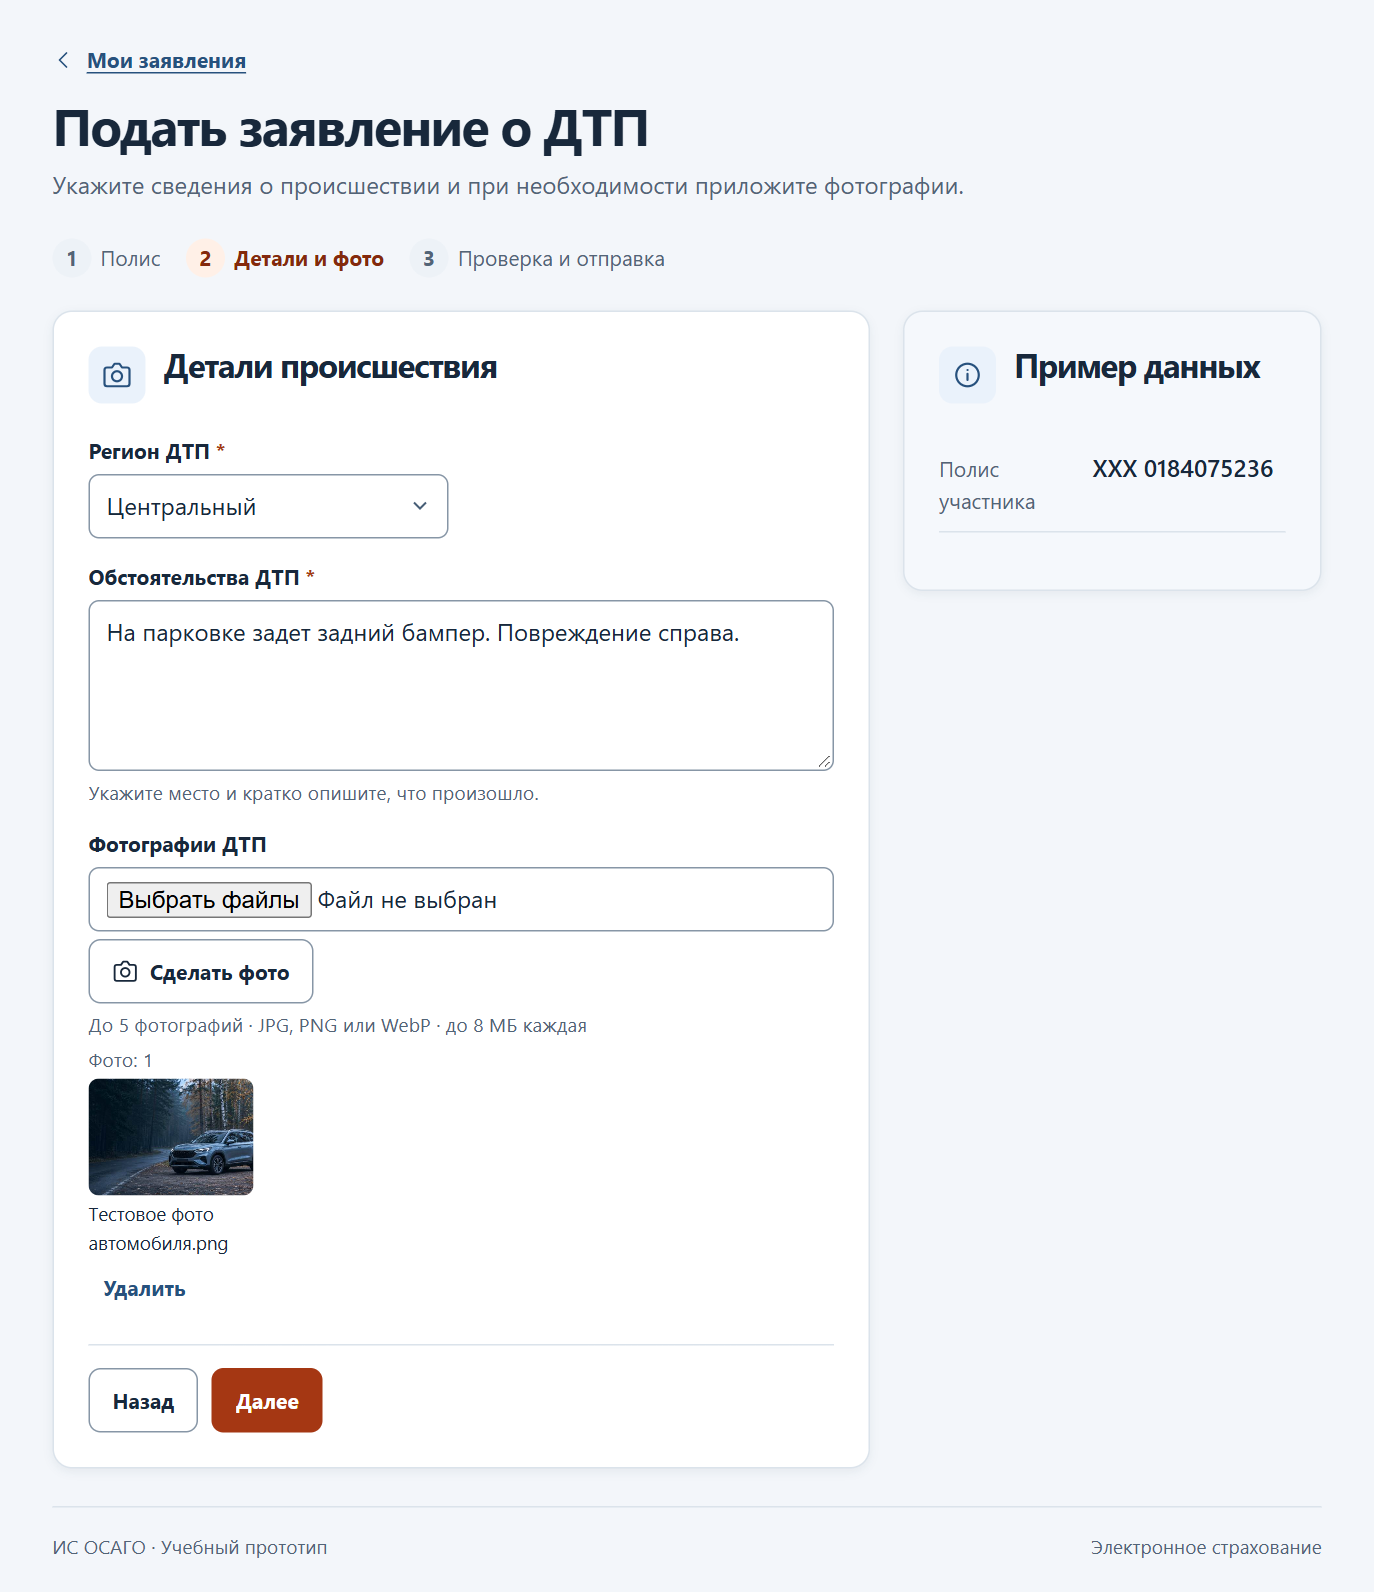 Мои заявления
Подать заявление о ДТП
Укажите сведения о происшествии и при необходимости приложите фотографии.
1 Полис 2 Детали и фото 3 Проверка и отправка
Детали происшествия
Регион ДТП *
Центральный
Обстоятельства ДТП *
На парковке задет задний бампер. Повреждение справа.
Укажите место и кратко опишите, что произошло.
Фотографии ДТП
Выбрать файлы Файл не выбран
Сделать фото
До 5 фотографий · JPG, PNG или WebP · до 8 МБ каждая
Фото: 1
Тестовое фото
автомобиля.png
Удалить
Назад Далее
Пример данных
Полис
участника
ХХХ 0184075236
ИС ОСАГО · Учебный прототип
Электронное страхование